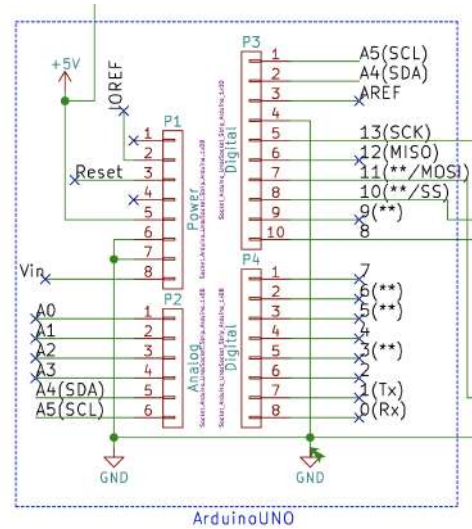 +5V
IOREF
P1
1
2
Reset
3
4
5
6
7
Vin
8
Power
P2
A0
1
A1
2
A2
3
A3
4
A4(SDA)
5
A5(SCL)
6
Analog
P3
1
A5(SCL)
2
A4(SDA)
3
AREF
4
5
13(SCK)
6
12(MISO)
7
11(**/MOSI)
8
10(**/SS)
9
9(**)
10
8
Digital
P4
1
7
2
6(**)
3
5(**)
4
4
5
3(**)
6
2
7
1(Tx)
8
0(Rx)
Digital
GND
GND
ArduinoUNO